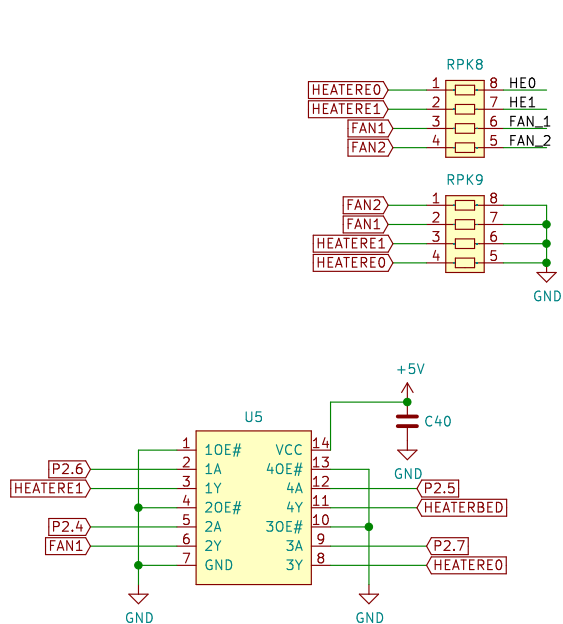 RPK8
HEATERE0 1 8 HE0
HEATERE1 2 7 HE1
FAN1 3 6 FAN_1
FAN2 4 5 FAN_2
RPK9
FAN2 1 8
FAN1 2 7
HEATERE1 3 6
HEATERE0 4 5
GND
+5V
U5
C40
1 1OE# VCC 14
GND
P2.6 2 1A 4OE# 13
HEATERE1 3 1Y 4A 12 P2.5
4 2OE# 4Y 11 HEATERBED
P2.4 5 2A 3OE# 10
FAN1 6 2Y 3A 9 P2.7
7 GND 3Y 8 HEATERE0
GND GND